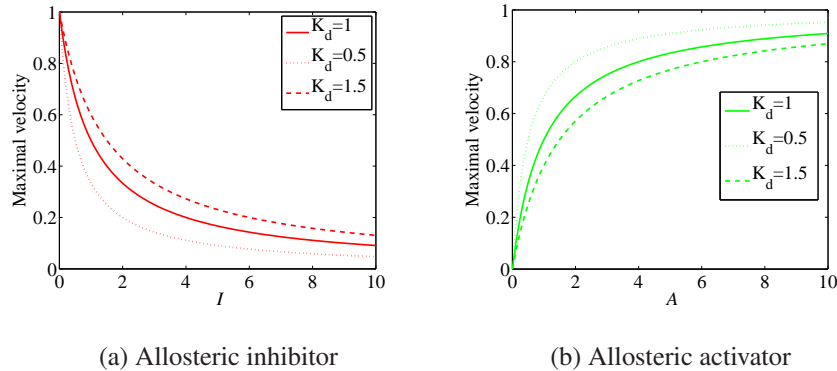 Maximal velocity
1
0.8
0.6
0.4
0.2
0
0 2 4 6 8 10
I
K_d=1
K_d=0.5
K_d=1.5
(a) Allosteric inhibitor
Maximal velocity
1
0.8
0.6
0.4
0.2
0
0 2 4 6 8 10
A
K_d=1
K_d=0.5
K_d=1.5
(b) Allosteric activator